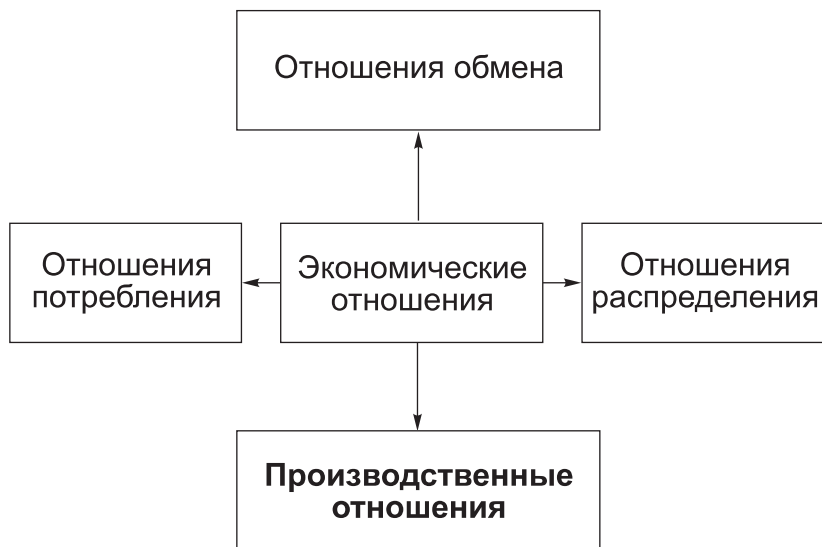 Отношения обмена
Отношения
потребления
Экономические
отношения
Отношения
распределения
Производственные
отношения